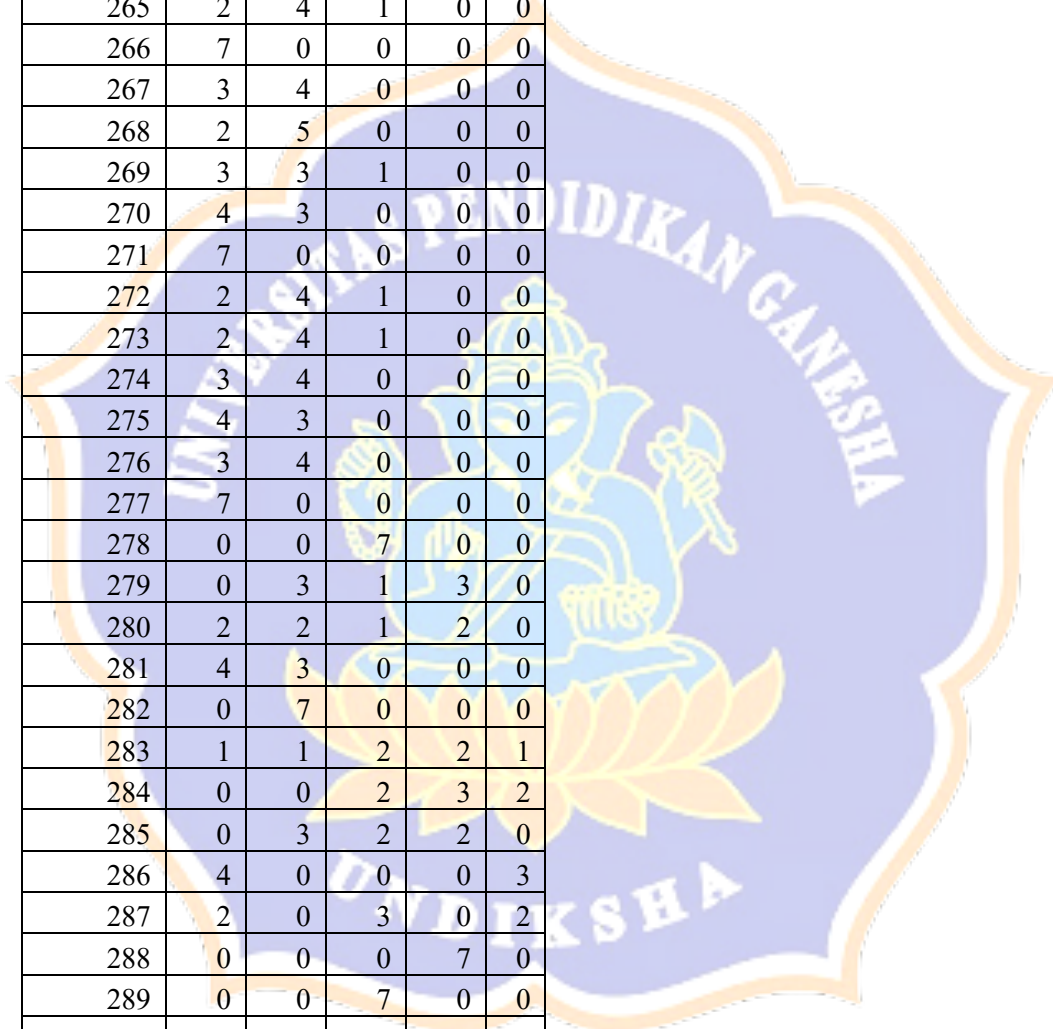 265 2 4 1 0 0
266 7 0 0 0 0
267 3 4 0 0 0
268 2 5 0 0 0
269 3 3 1 0 0
270 4 3 0 0 0
271 7 0 0 0 0
272 2 4 1 0 0
273 2 4 1 0 0
274 3 4 0 0 0
275 4 3 0 0 0
276 3 4 0 0 0
277 7 0 0 0 0
278 0 0 7 0 0
279 0 3 1 3 0
280 2 2 1 2 0
281 4 3 0 0 0
282 0 7 0 0 0
283 1 1 2 2 1
284 0 0 2 3 2
285 0 3 2 2 0
286 4 0 0 0 3
287 2 0 3 0 2
288 0 0 0 7 0
289 0 0 7 0 0
UNIVERSITAS PENDIDIKAN GANESHA
UNDIKSHA